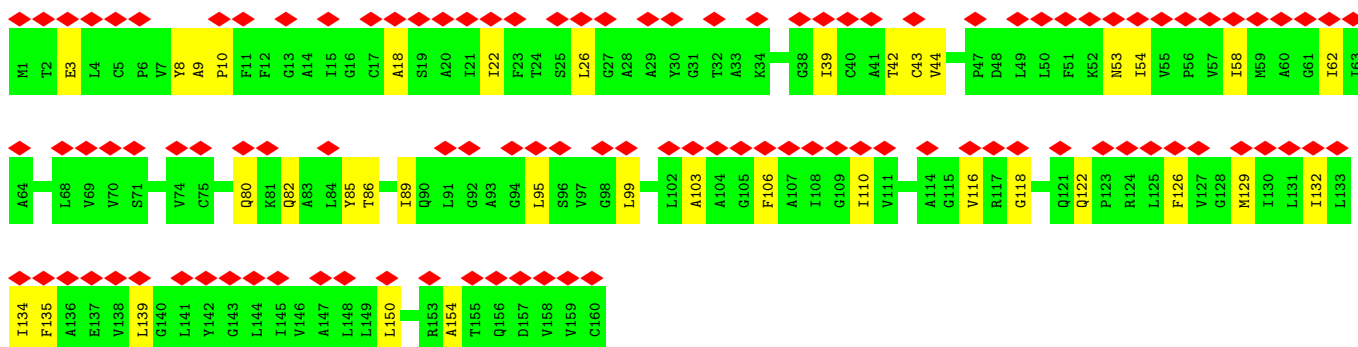 M1 T2 E3 L4 C5 P6 V7 Y8 A9 P10 F11 F12 G13 A14 I15 G16 C17 A18 S19 A20 I21 I22 F23 T24 S25 L26 G27 A28 A29 Y30 G31 T32 A33 K34 G38 I39 C40 A41 T42 C43 V44 P47 D48 L49 L50 F51 K52 N53 I54 V55 P56 V57 I58 M59 A60 G61 I62 I63
A64 L68 V69 V70 S71 V74 C75 Q80 K81 Q82 A83 L84 Y85 T86 I89 Q90 L91 G92 A93 G94 L95 S96 V97 G98 L99 L102 A103 A104 G105 F106 A107 I108 G109 I110 V111 A114 G115 V116 R117 G118 Q121 Q122 P123 R124 L125 F126 V127 G128 M129 I130 L131 I132 L133
I134 F135 A136 E137 V138 L139 G140 L141 Y142 G143 L144 I145 V146 A147 L148 L149 L150 R153 A154 T155 Q156 D157 V158 V159 C160